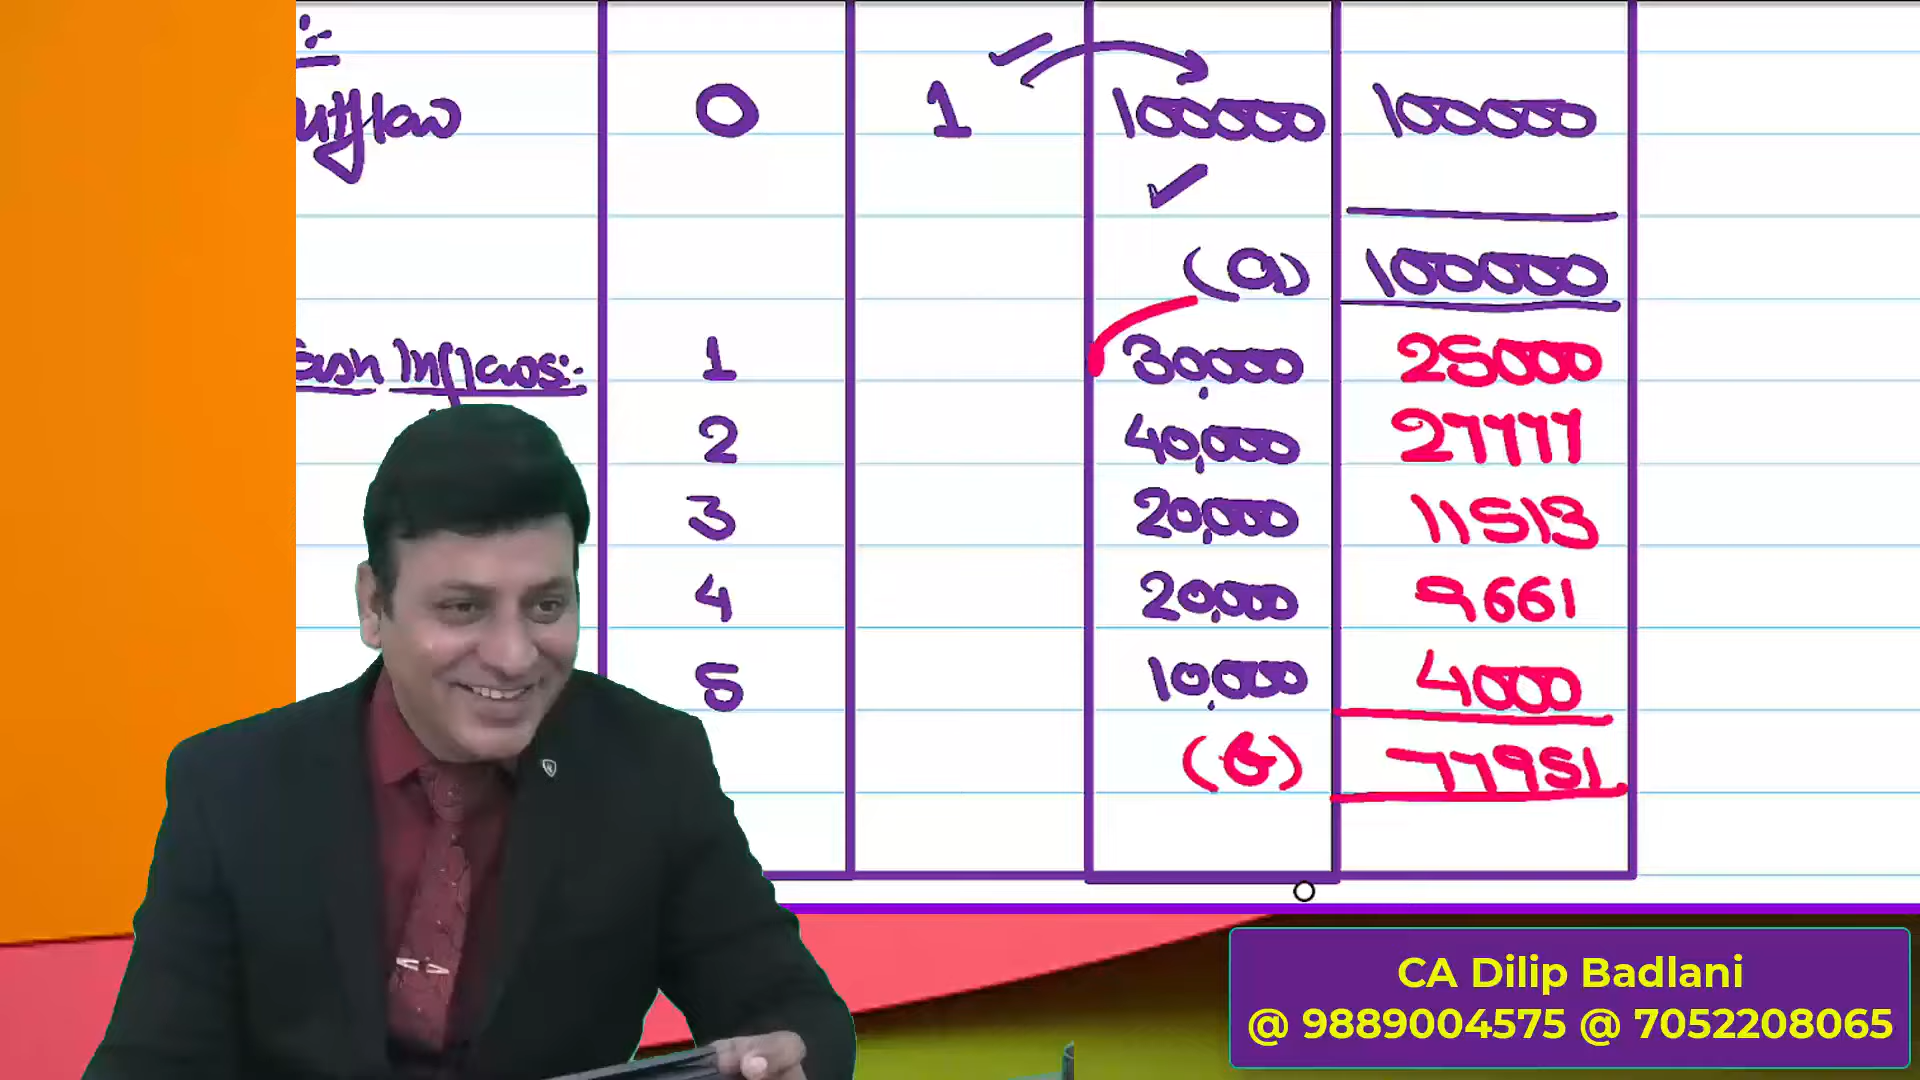 utflow 0 1 100000 100000
(a) 100000
Cash Inflows:- 1 30,000 25000
2 40,000 27777
3 20,000 11513
4 20,000 9661
5 10,000 4000
(b) 77951
CA Dilip Badlani
@ 9889004575 @ 7052208065